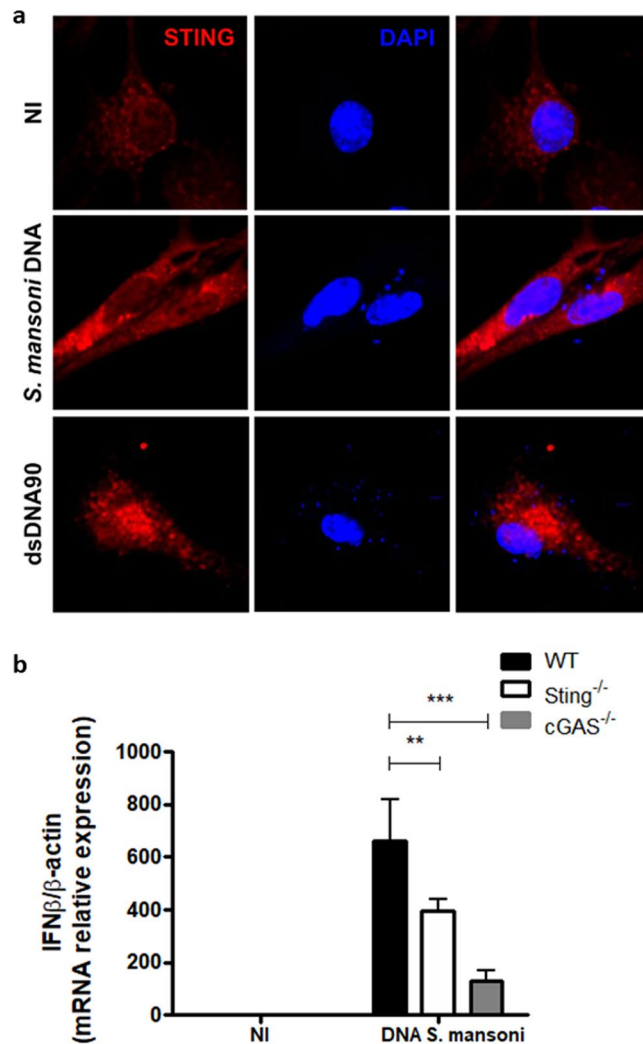 a
STING
DAPI
NI
S. mansoni DNA
dsDNA90
b
WT
Sting-/-
cGAS-/-
***
**
IFNβ/β-actin
(mRNA relative expression)
1000
800
600
400
200
0
NI
DNA S. mansoni